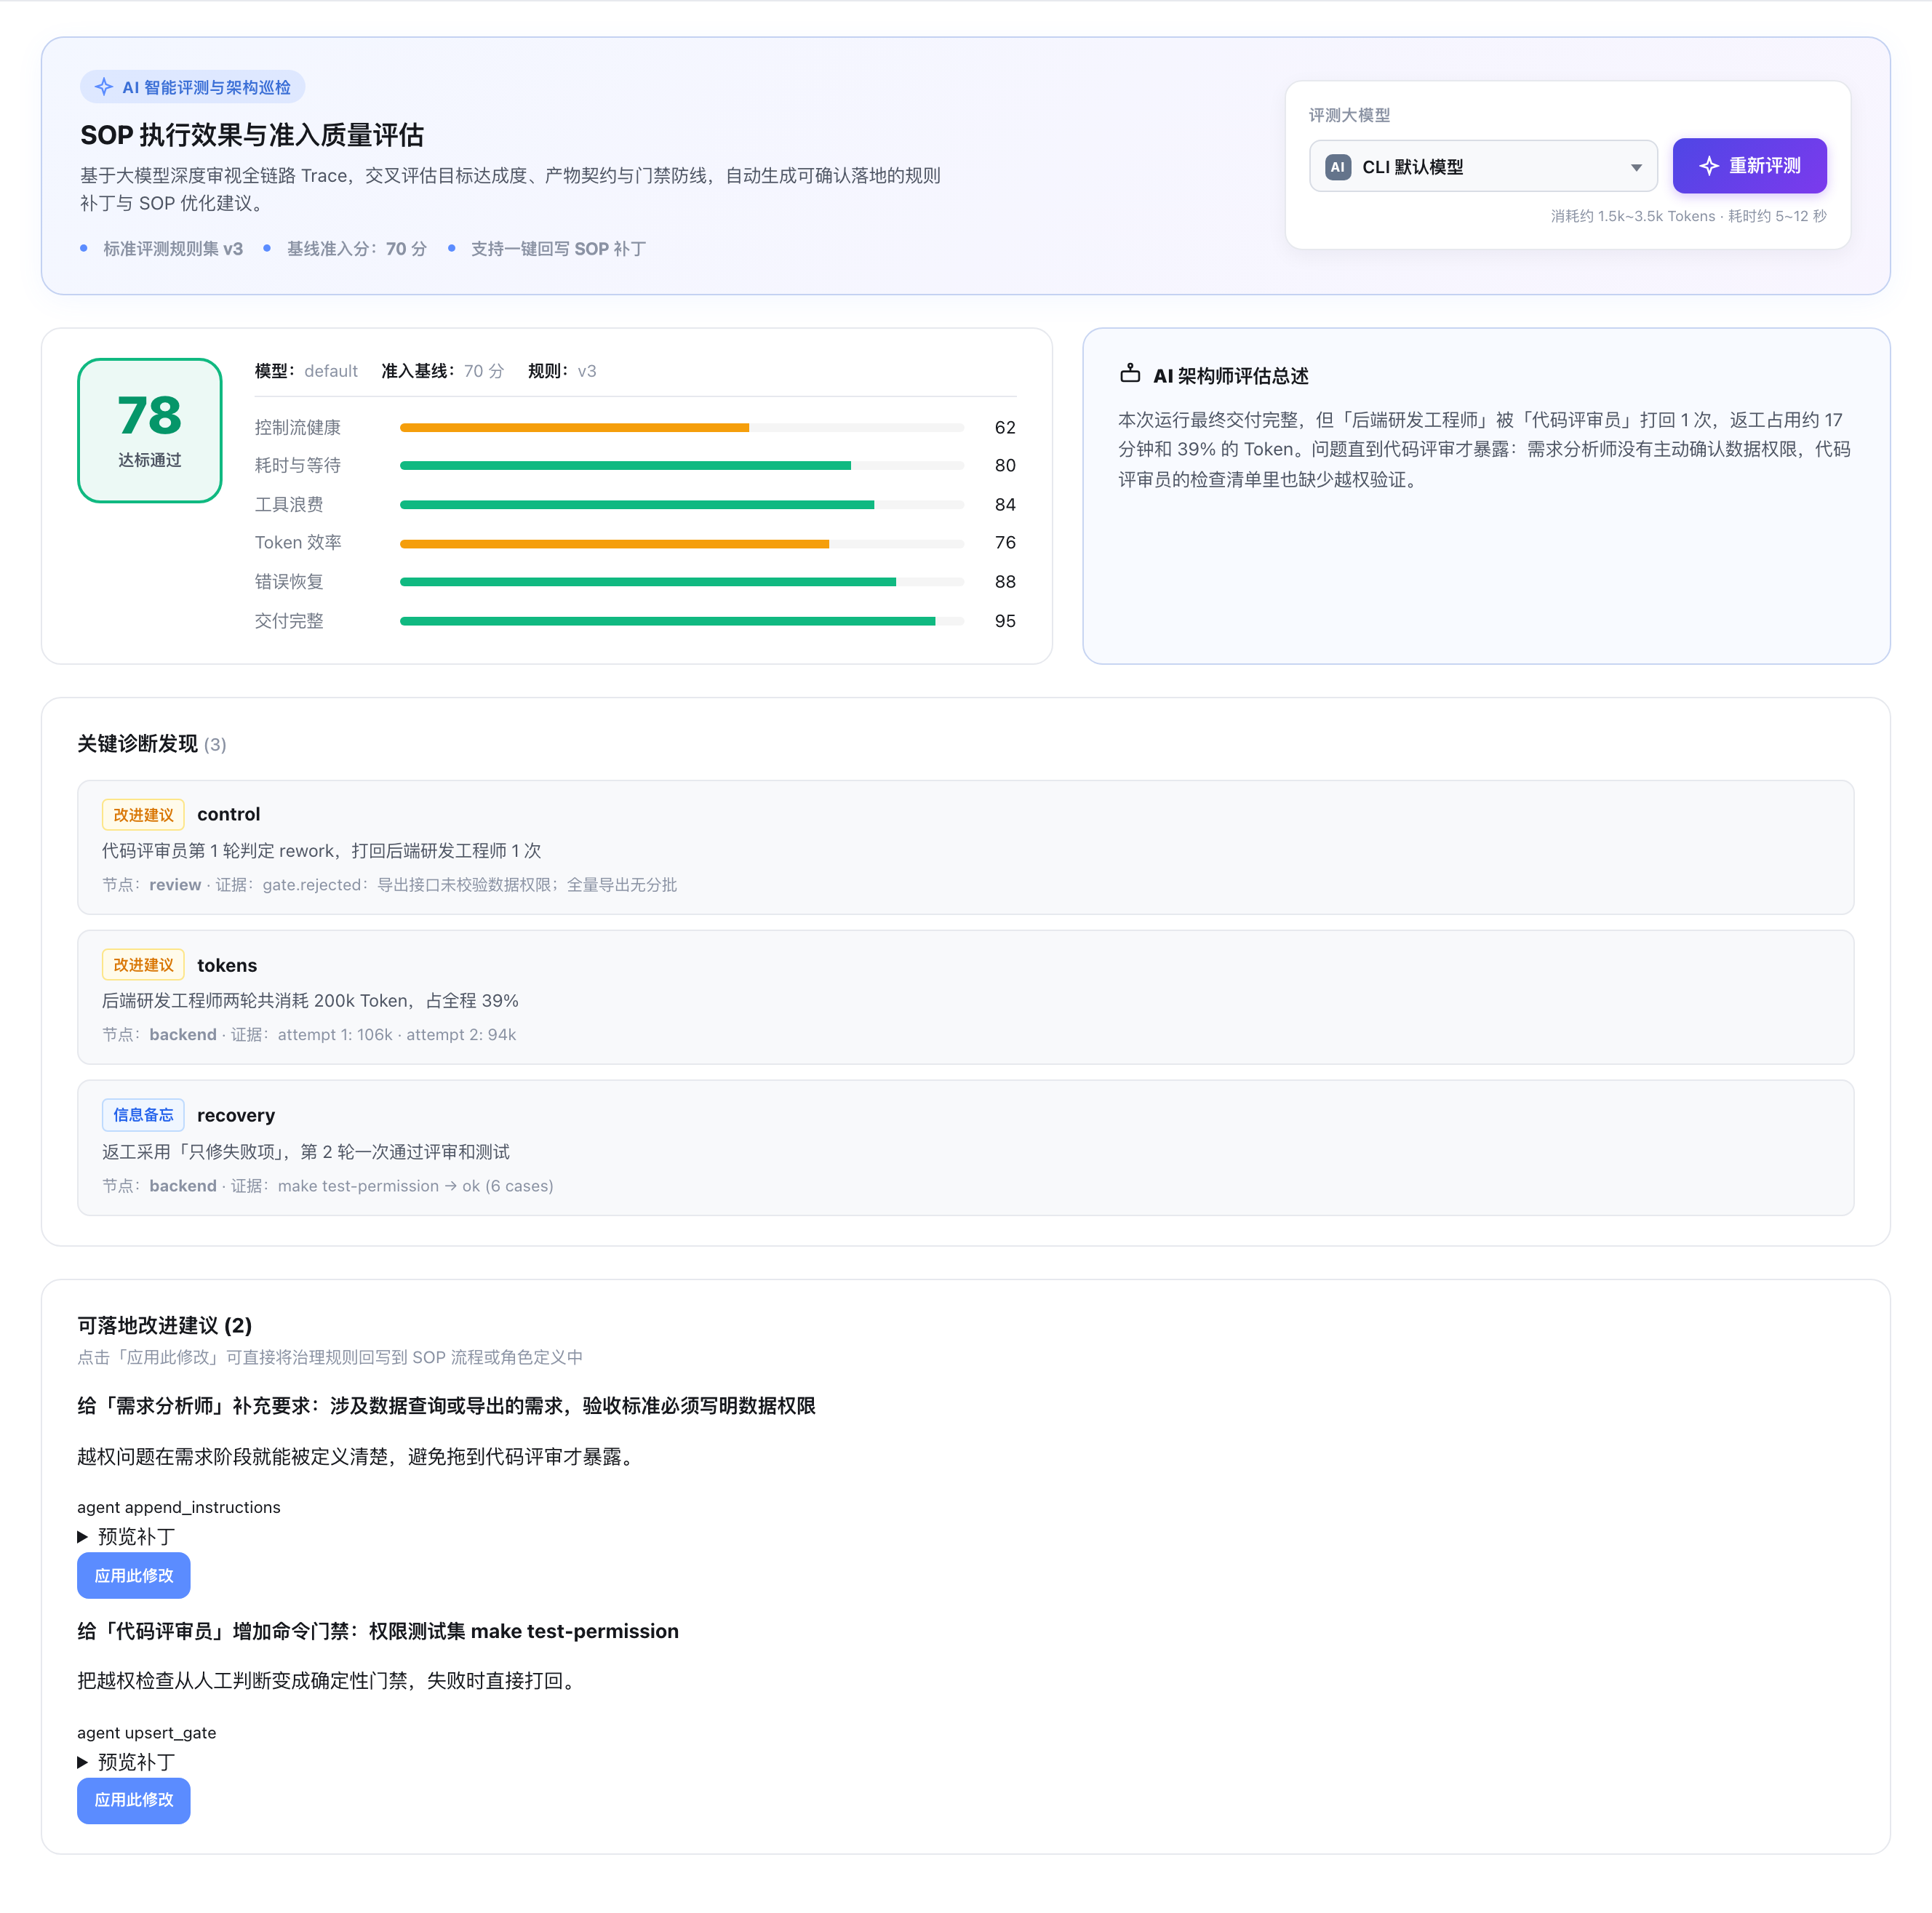 AI 智能评测与架构巡检
SOP 执行效果与准入质量评估
基于大模型深度审视全链路 Trace，交叉评估目标达成度、产物契约与门禁防线，自动生成可确认落地的规则
补丁与 SOP 优化建议。
标准评测规则集 v3 基线准入分：70 分 支持一键回写 SOP 补丁
评测大模型
AI CLI 默认模型
重新评测
消耗约 1.5k~3.5k Tokens · 耗时约 5~12 秒
78
达标通过
模型：default 准入基线：70 分 规则：v3
控制流健康 62
耗时与等待 80
工具浪费 84
Token 效率 76
错误恢复 88
交付完整 95
AI 架构师评估总述
本次运行最终交付完整，但「后端研发工程师」被「代码评审员」打回 1 次，返工占用约 17
分钟和 39% 的 Token。问题直到代码评审才暴露：需求分析师没有主动确认数据权限，代码
评审员的检查清单里也缺少越权验证。
关键诊断发现 (3)
改进建议 control
代码评审员第 1 轮判定 rework，打回后端研发工程师 1 次
节点：review · 证据：gate.rejected：导出接口未校验数据权限；全量导出无分批
改进建议 tokens
后端研发工程师两轮共消耗 200k Token，占全程 39%
节点：backend · 证据：attempt 1: 106k · attempt 2: 94k
信息备忘 recovery
返工采用「只修失败项」，第 2 轮一次通过评审和测试
节点：backend · 证据：make test-permission → ok (6 cases)
可落地改进建议 (2)
点击「应用此修改」可直接将治理规则回写到 SOP 流程或角色定义中
给「需求分析师」补充要求：涉及数据查询或导出的需求，验收标准必须写明数据权限
越权问题在需求阶段就能被定义清楚，避免拖到代码评审才暴露。
agent append_instructions
预览补丁
应用此修改
给「代码评审员」增加命令门禁：权限测试集 make test-permission
把越权检查从人工判断变成确定性门禁，失败时直接打回。
agent upsert_gate
预览补丁
应用此修改